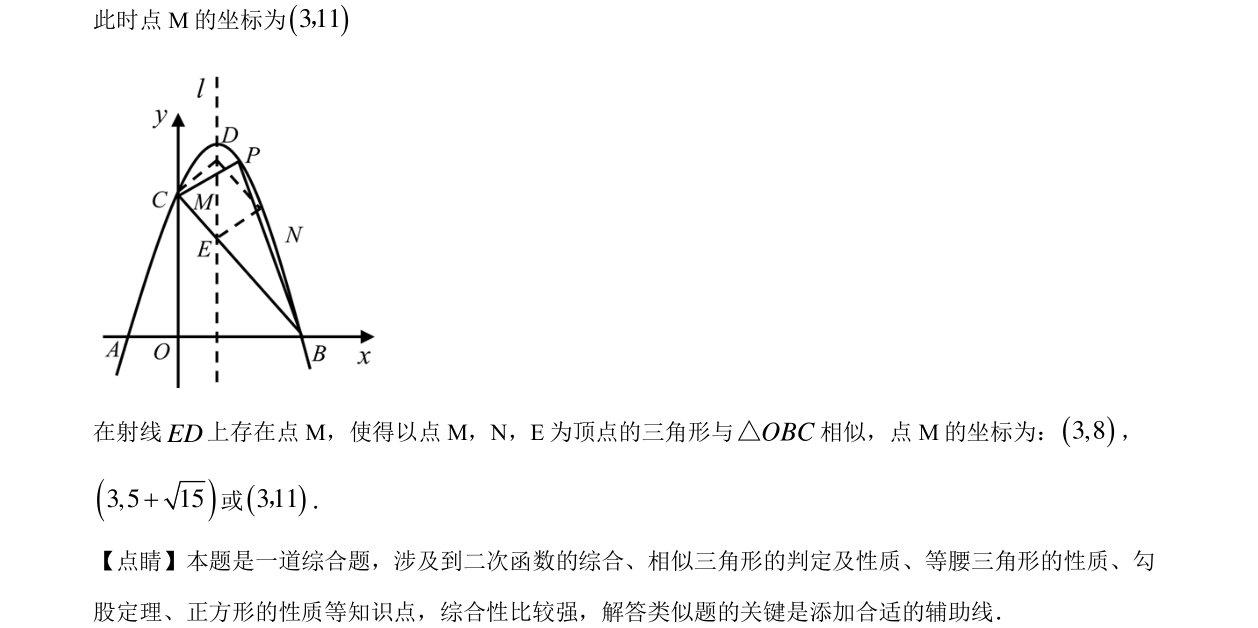 此时点 M 的坐标为(3,11)
l
y
D
P
C
M
N
E
A
O
B
x
在射线ED上存在点 M，使得以点 M，N，E 为顶点的三角形与△OBC相似，点 M 的坐标为：(3,8)，
(3,5+√15)或(3,11)．
【点睛】本题是一道综合题，涉及到二次函数的综合、相似三角形的判定及性质、等腰三角形的性质、勾
股定理、正方形的性质等知识点，综合性比较强，解答类似题的关键是添加合适的辅助线．